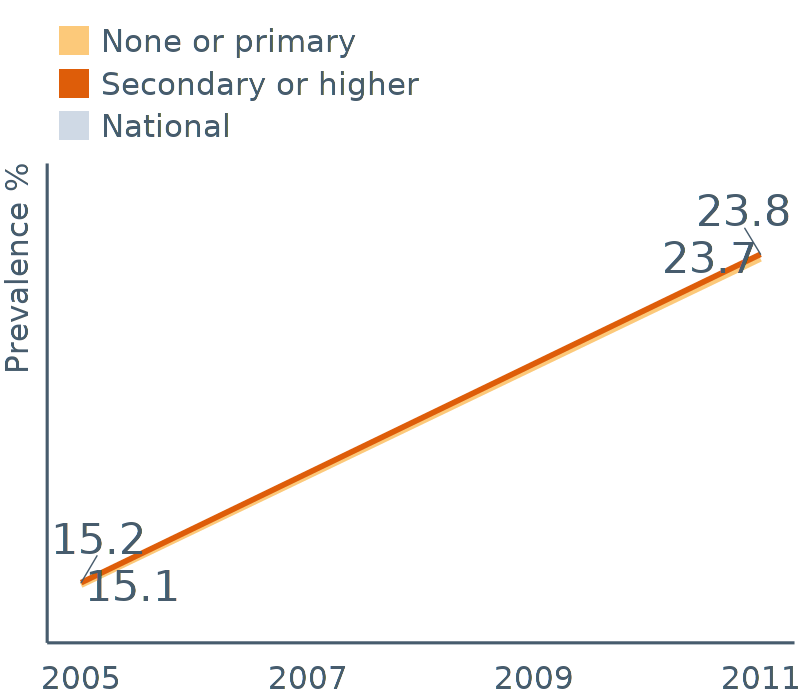 None or primary
Secondary or higher
National
Prevalence %
23.8
23.7
15.2
15.1
2005 2007 2009 2011